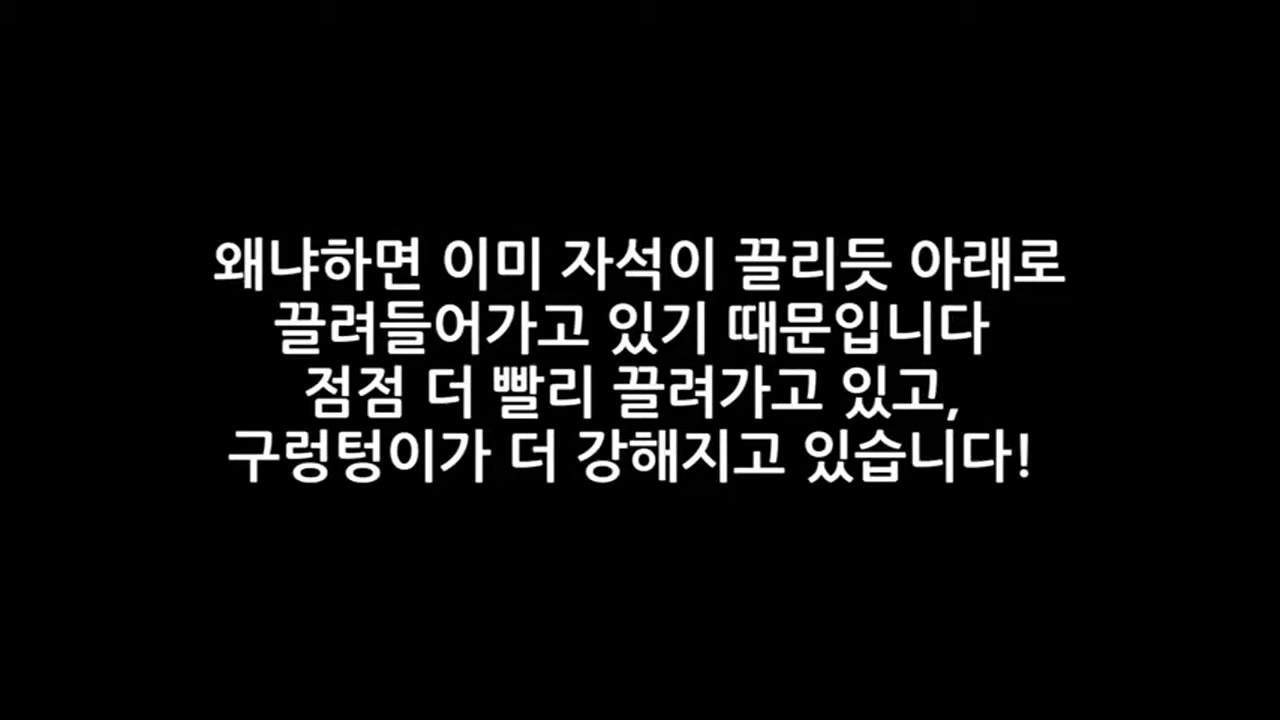 왜냐하면 이미 자석이 끌리듯 아래로
끌려들어가고 있기 때문입니다
점점 더 빨리 끌려가고 있고,
구렁텅이가 더 강해지고 있습니다!